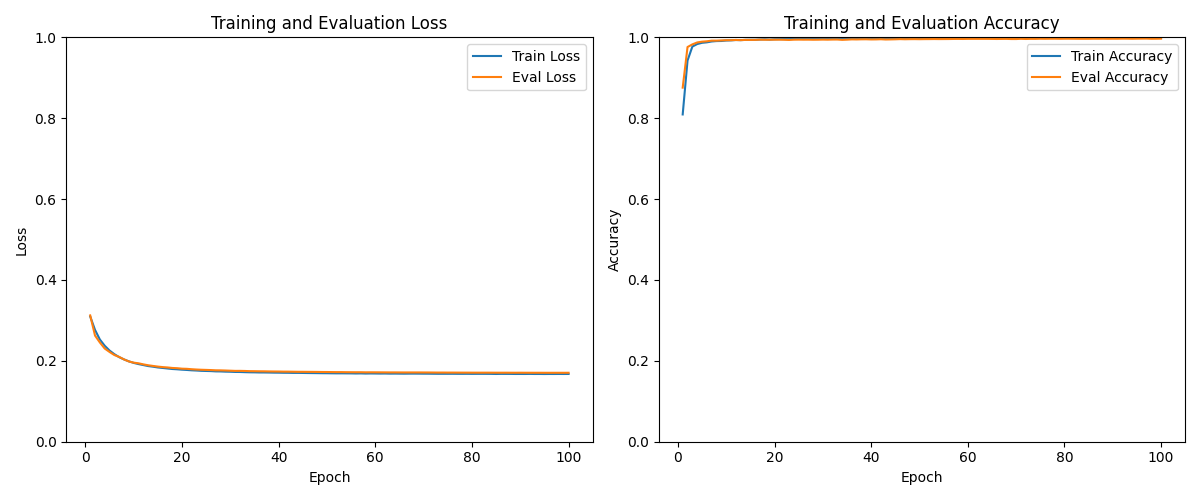 Training and Evaluation Loss
1.0
0.8
0.6
0.4
0.2
0.0
Loss
0
20
40
60
80
100
Epoch
Train Loss
Eval Loss
Training and Evaluation Accuracy
1.0
0.8
0.6
0.4
0.2
0.0
Accuracy
0
20
40
60
80
100
Epoch
Train Accuracy
Eval Accuracy